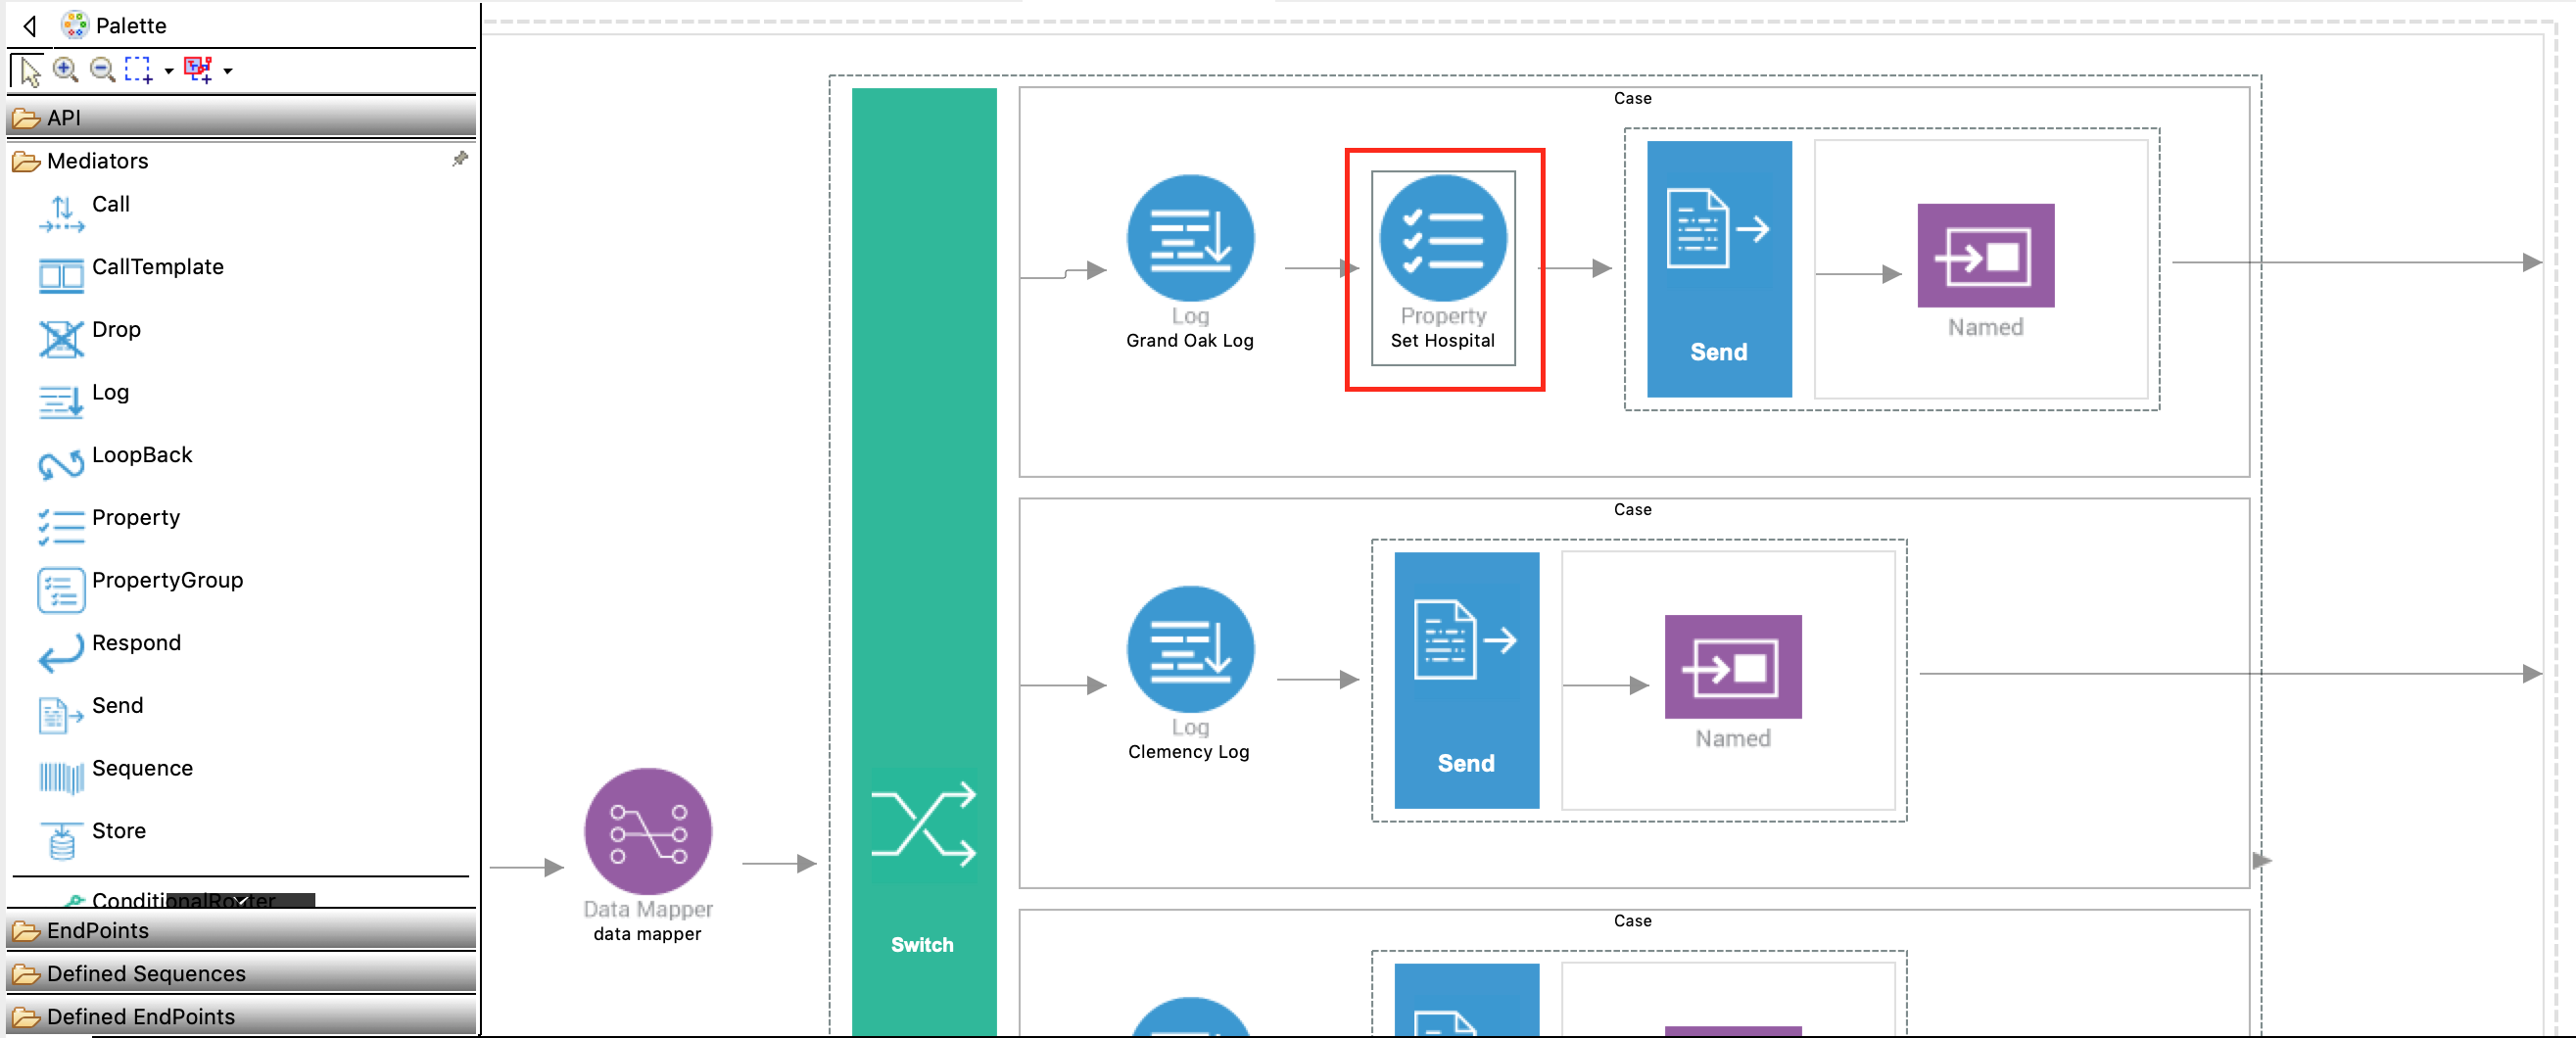 Palette
API
Mediators
Call
CallTemplate
Drop
Log
LoopBack
Property
PropertyGroup
Respond
Send
Sequence
Store
ConditionalRouter
EndPoints
Defined Sequences
Defined EndPoints
Data Mapper
data mapper
Switch
Case
Log
Grand Oak Log
Property
Set Hospital
Send
Named
Case
Log
Clemency Log
Send
Named
Case